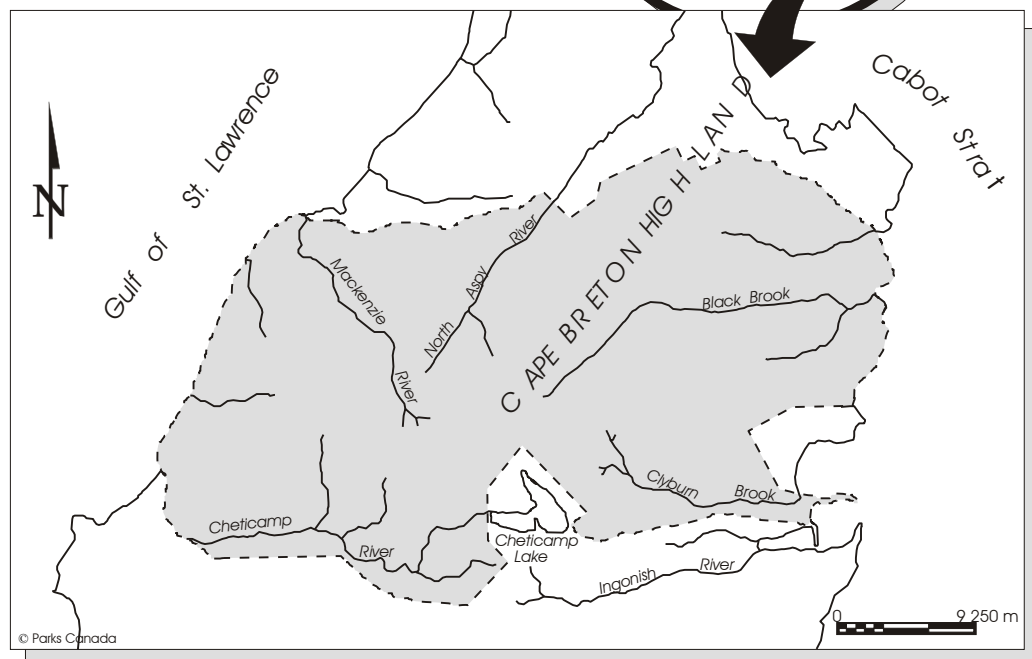 Gulf of St. Lawrence
Cabot Strat
N
CAPE BRETON HIGHLAND
Mackenzie River
North Aspy River
Black Brook
Clyburn Brook
Cheticamp River
Cheticamp
Lake
Ingonish River
0 9 250 m
© Parks Canada